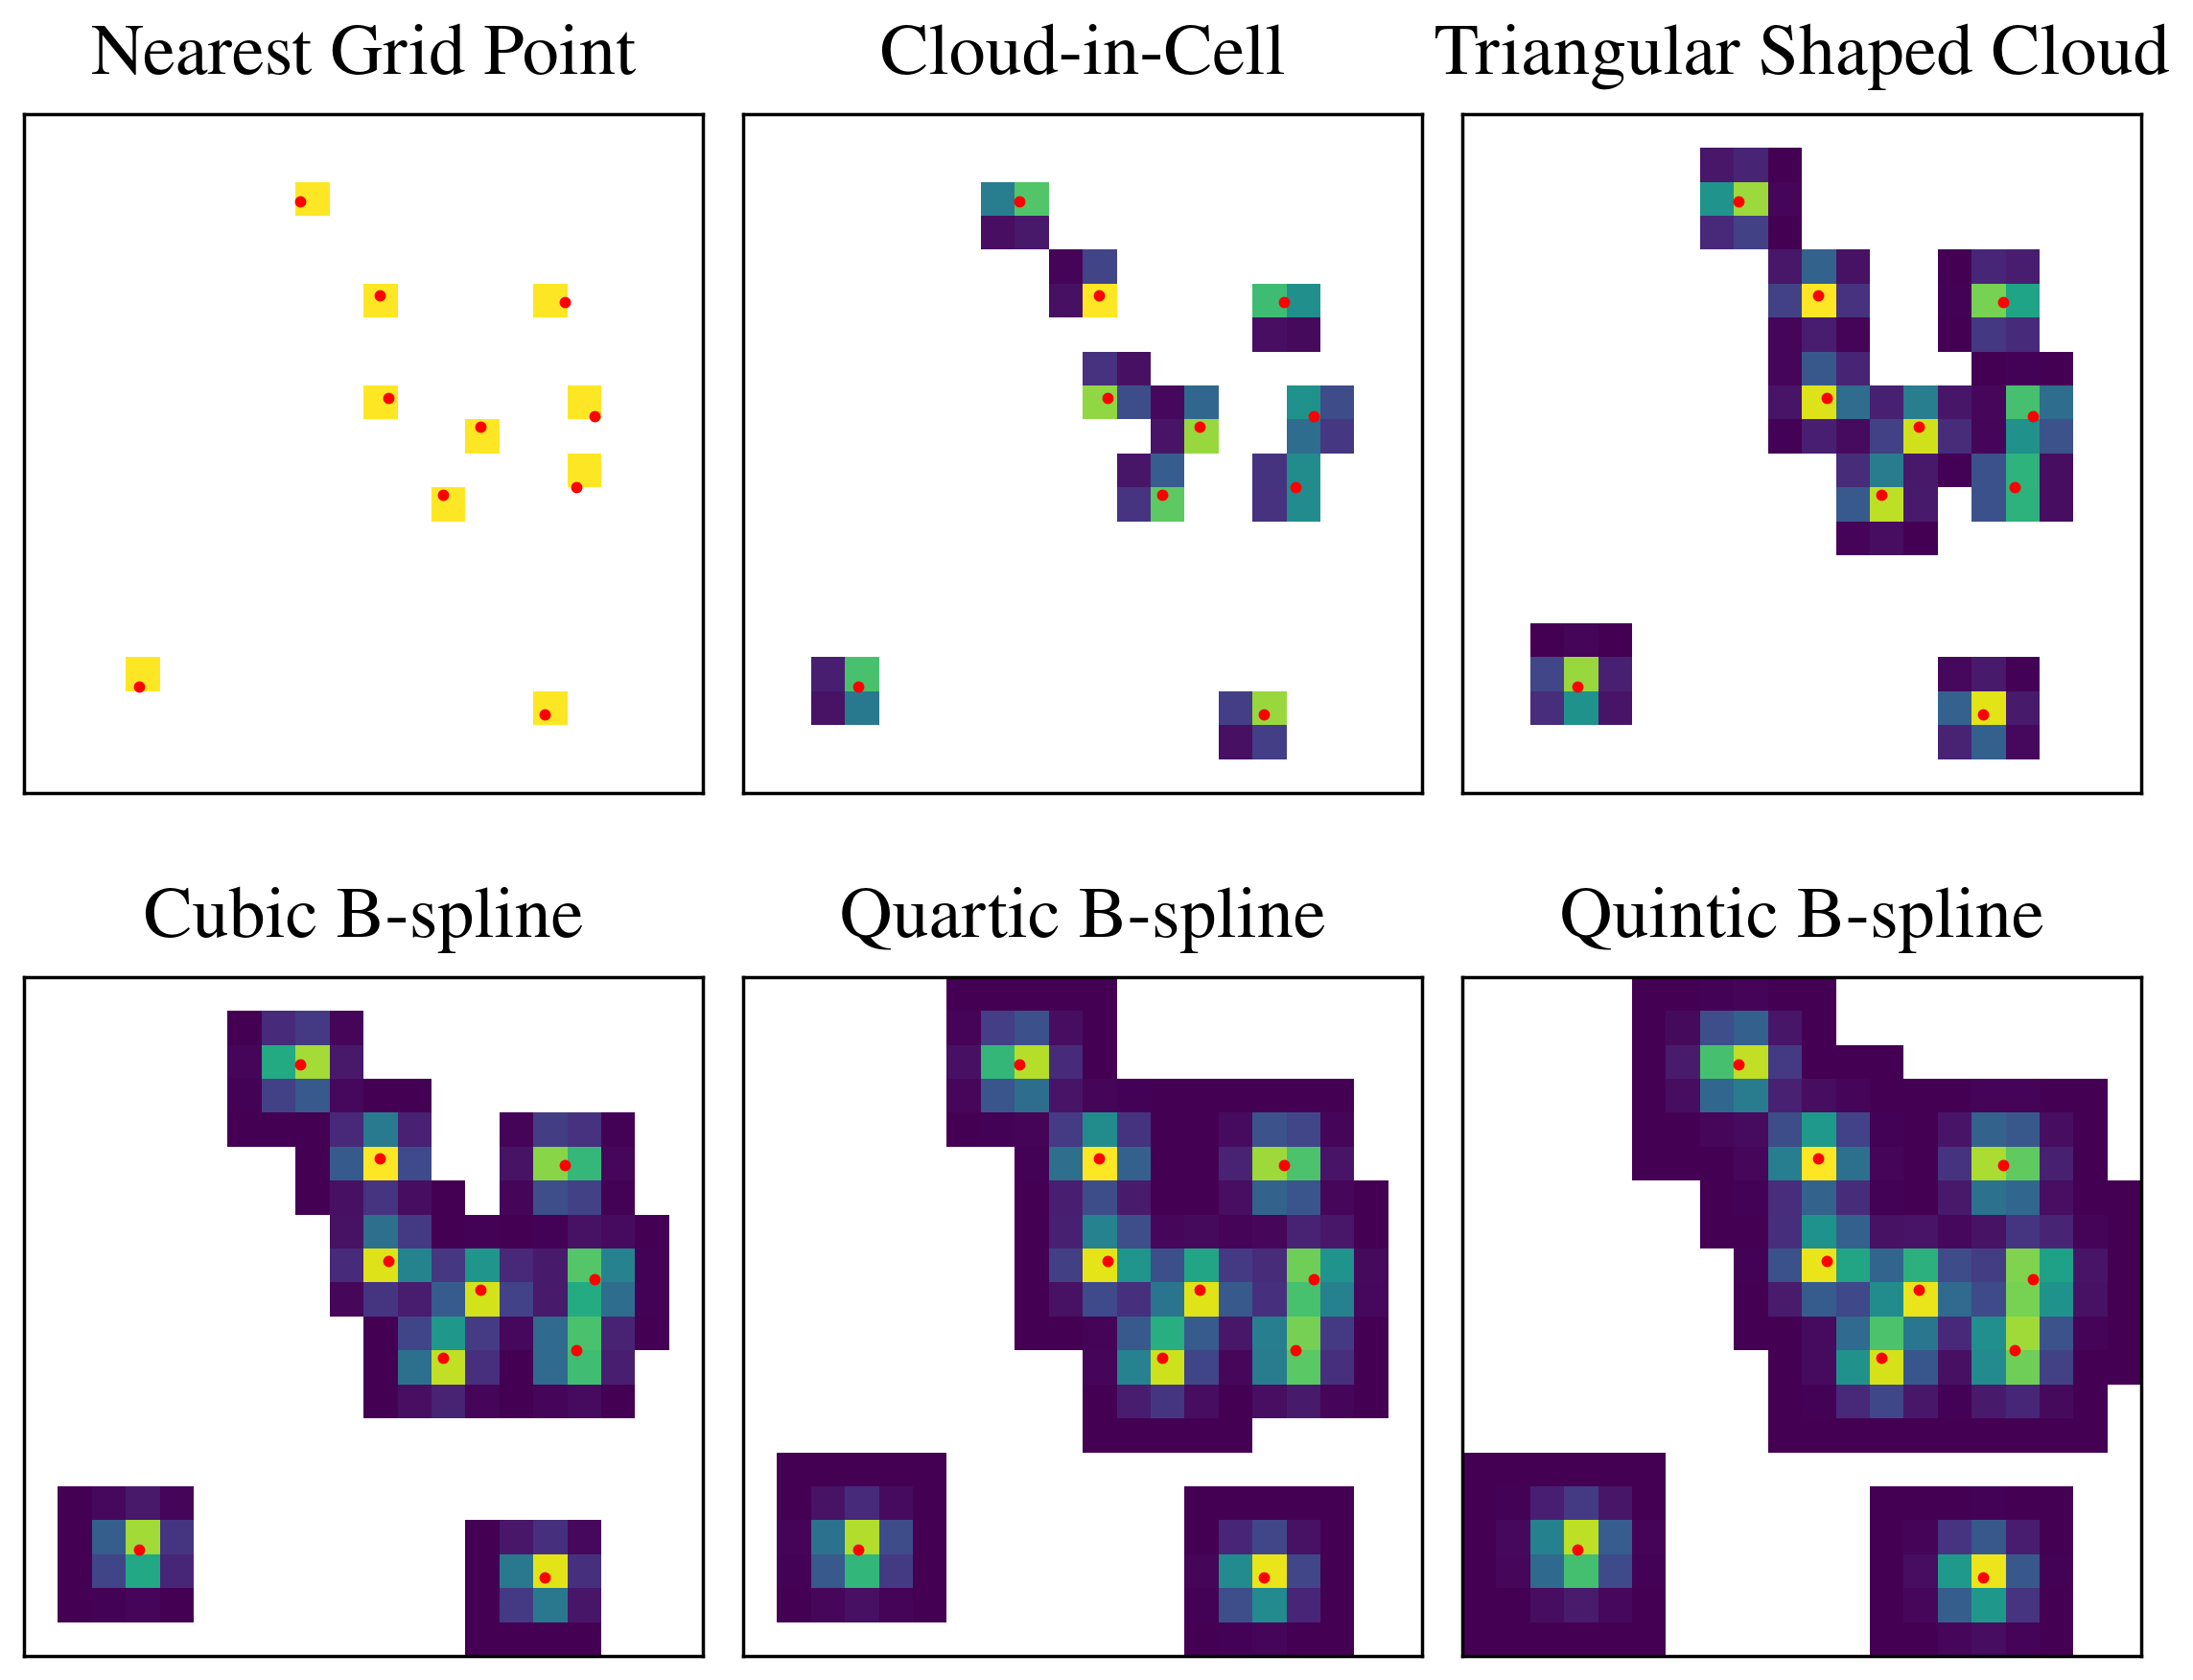 Nearest Grid Point
Cloud-in-Cell
Triangular Shaped Cloud
Cubic B-spline
Quartic B-spline
Quintic B-spline